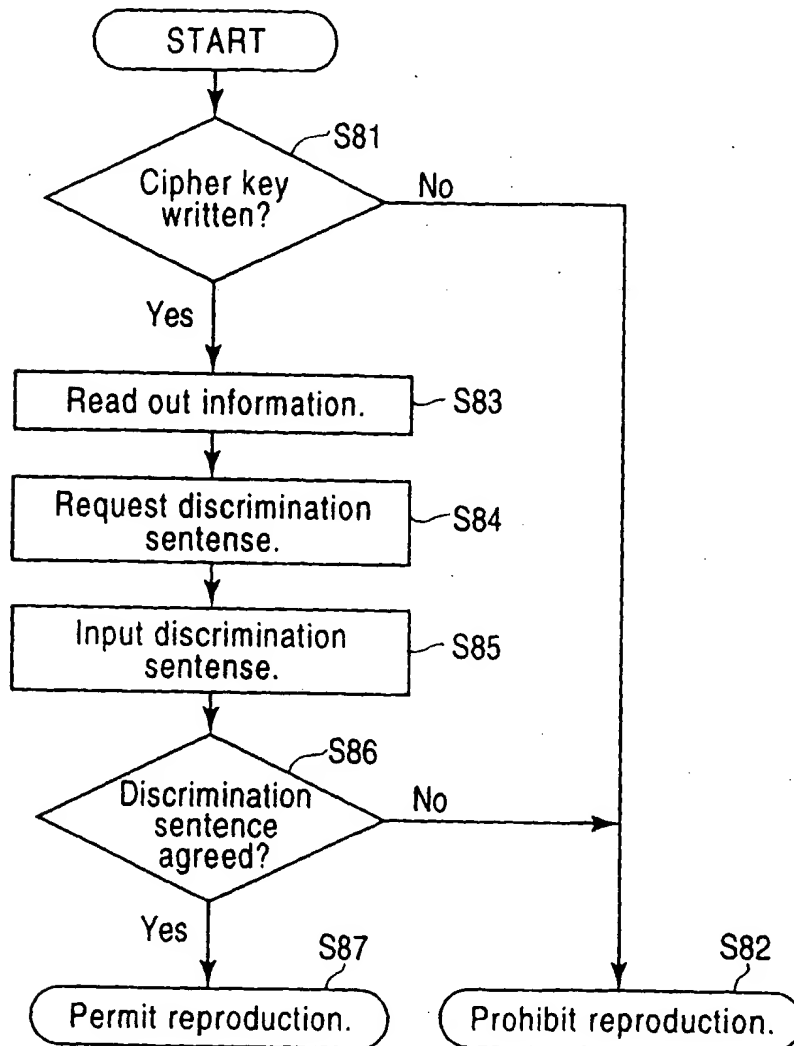 START
S81
Cipher key
written?
No
Yes
Read out information.
S83
Request discrimination
sentense.
S84
Input discrimination
sentense.
S85
S86
Discrimination
sentence
agreed?
No
Yes
S87
Permit reproduction.
S82
Prohibit reproduction.